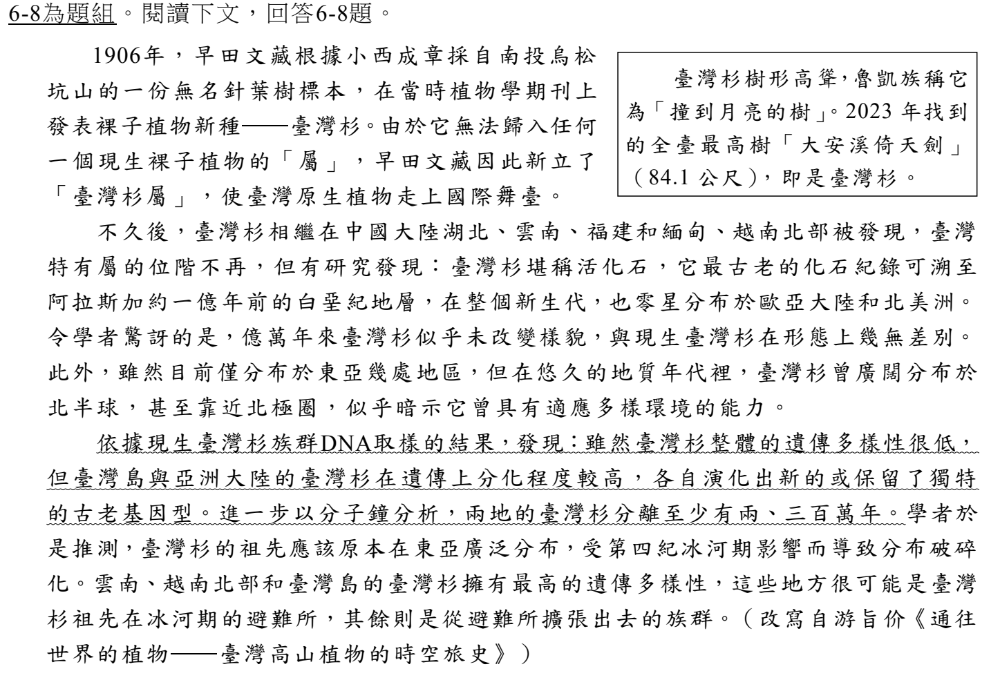 6-8為題組。閱讀下文，回答6-8題。
1906年，早田文藏根據小西成章採自南投烏松
坑山的一份無名針葉樹標本，在當時植物學期刊上
發表裸子植物新種——臺灣杉。由於它無法歸入任何
一個現生裸子植物的「屬」，早田文藏因此新立了
「臺灣杉屬」，使臺灣原生植物走上國際舞臺。
臺灣杉樹形高聳，魯凱族稱它
為「撞到月亮的樹」。2023 年找到
的全臺最高樹「大安溪倚天劍」
（84.1 公尺），即是臺灣杉。
不久後，臺灣杉相繼在中國大陸湖北、雲南、福建和緬甸、越南北部被發現，臺灣
特有屬的位階不再，但有研究發現：臺灣杉堪稱活化石，它最古老的化石紀錄可溯至
阿拉斯加約一億年前的白堊紀地層，在整個新生代，也零星分布於歐亞大陸和北美洲。
令學者驚訝的是，億萬年來臺灣杉似乎未改變樣貌，與現生臺灣杉在形態上幾無差別。
此外，雖然目前僅分布於東亞幾處地區，但在悠久的地質年代裡，臺灣杉曾廣闊分布於
北半球，甚至靠近北極圈，似乎暗示它曾具有適應多樣環境的能力。
依據現生臺灣杉族群DNA取樣的結果，發現：雖然臺灣杉整體的遺傳多樣性很低，
但臺灣島與亞洲大陸的臺灣杉在遺傳上分化程度較高，各自演化出新的或保留了獨特
的古老基因型。進一步以分子鐘分析，兩地的臺灣杉分離至少有兩、三百萬年。學者於
是推測，臺灣杉的祖先應該原本在東亞廣泛分布，受第四紀冰河期影響而導致分布破碎
化。雲南、越南北部和臺灣島的臺灣杉擁有最高的遺傳多樣性，這些地方很可能是臺灣
杉祖先在冰河期的避難所，其餘則是從避難所擴張出去的族群。（改寫自游旨价《通往
世界的植物——臺灣高山植物的時空旅史》）